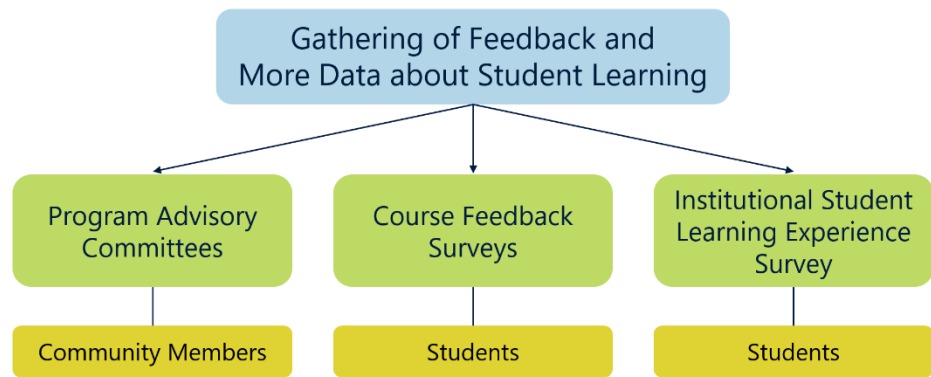 Gathering of Feedback and
More Data about Student Learning
Program Advisory
Committees
Course Feedback
Surveys
Institutional Student
Learning Experience
Survey
Community Members
Students
Students